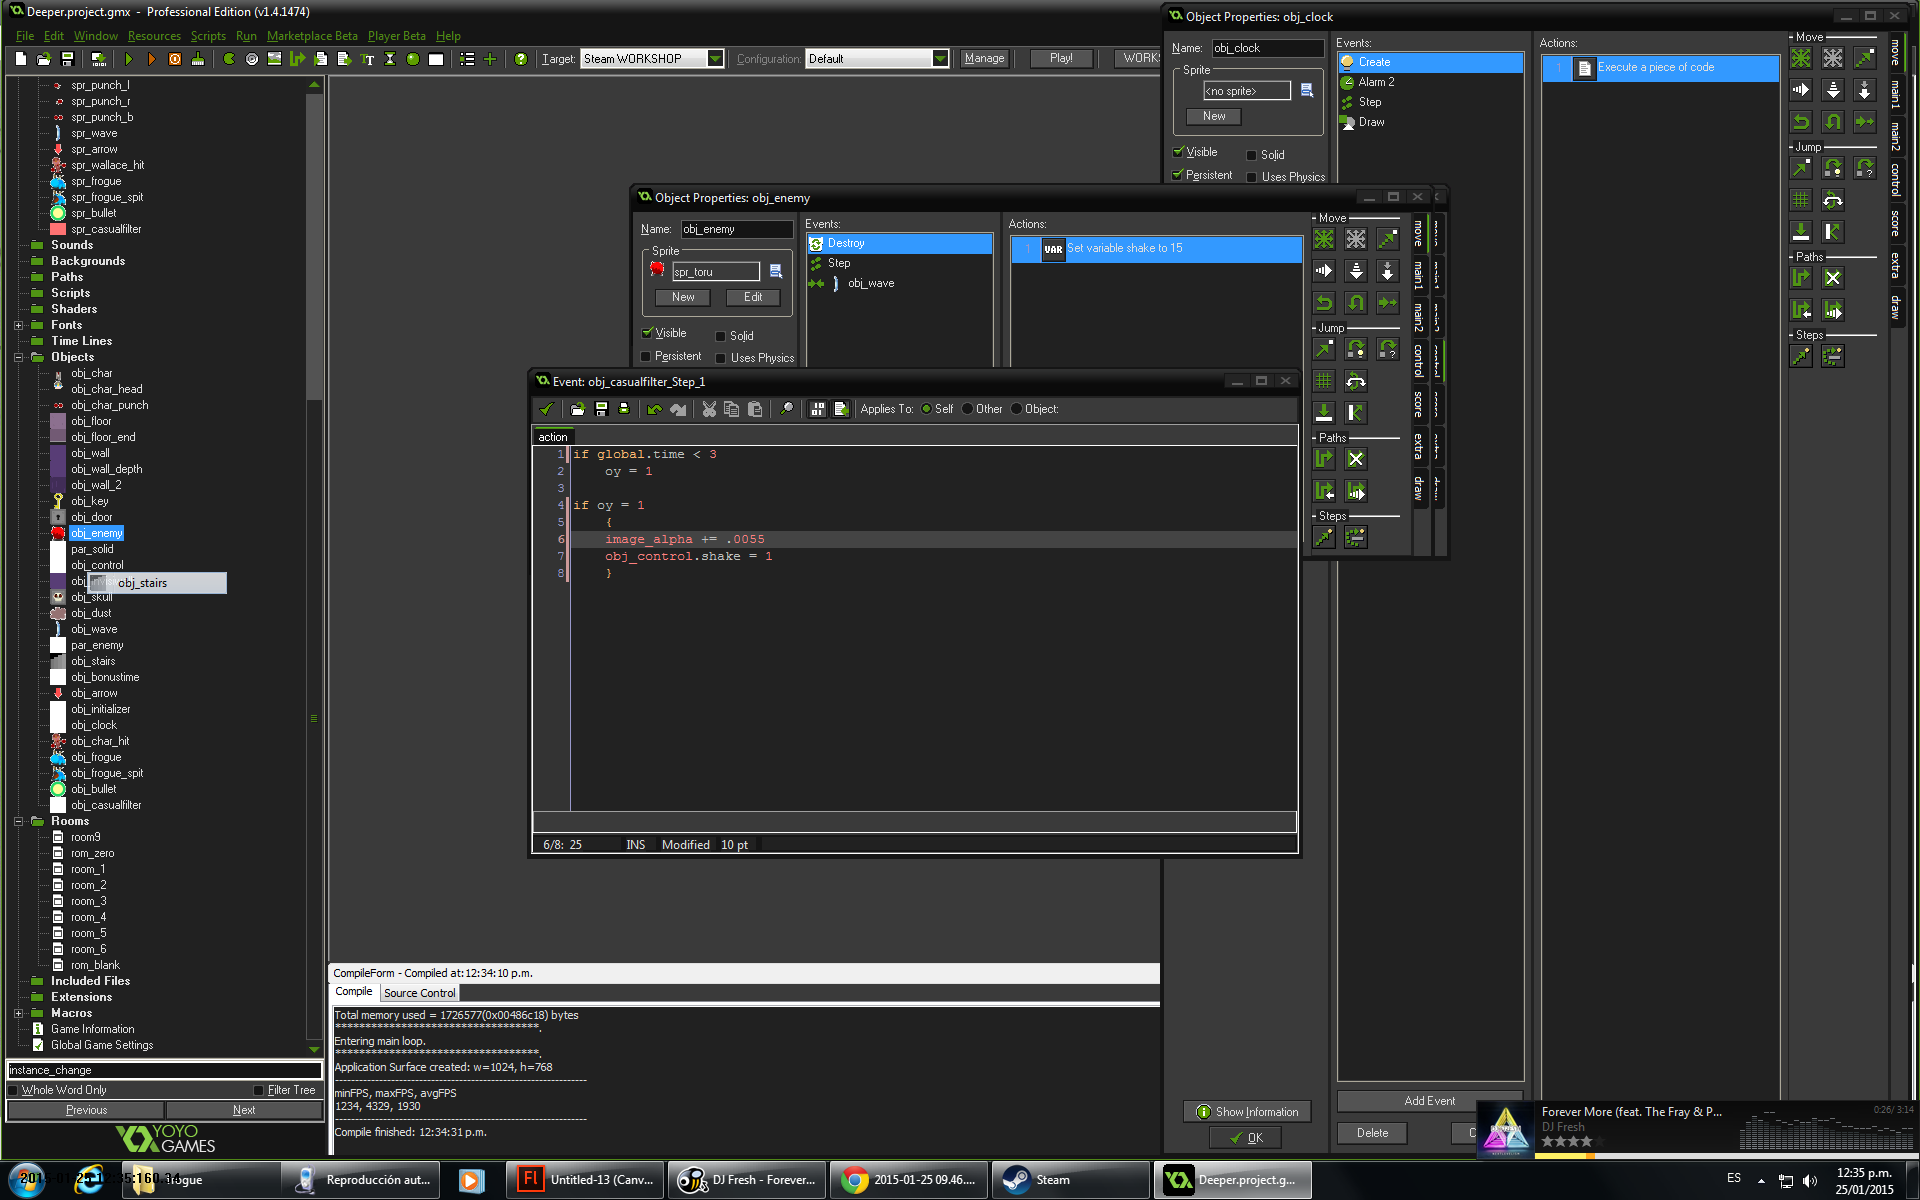 Deeper.project.gmx - Professional Edition (v1.4.1474)
File Edit Window Resources Scripts Run Marketplace Beta Player Beta Help
Target: Steam WORKSHOP Configuration: Default Manage Play! WORK
spr_punch_l
spr_punch_r
spr_punch_b
spr_wave
spr_arrow
spr_wallace_hit
spr_frogue
spr_frogue_spit
spr_bullet
spr_casualfilter
Sounds
Backgrounds
Paths
Scripts
Shaders
Fonts
Time Lines
Objects
obj_char
obj_char_head
obj_char_punch
obj_floor
obj_floor_end
obj_wall
obj_wall_depth
obj_wall_2
obj_key
obj_door
obj_enemy
par_solid
obj_control
obj_stairs
obj_skull
obj_dust
obj_wave
par_enemy
obj_stairs
obj_bonustime
obj_arrow
obj_initializer
obj_clock
obj_char_hit
obj_frogue
obj_frogue_spit
obj_bullet
obj_casualfilter
Rooms
room9
rom_zero
room_1
room_2
room_3
room_4
room_5
room_6
rom_blank
Included Files
Extensions
Macros
Game Information
Global Game Settings
instance_change
Whole Word Only Filter Tree
Previous Next
YOYO GAMES
Object Properties: obj_clock
Name: obj_clock
Sprite
<no sprite>
New
Visible Solid
Persistent Uses Physics
Events:
Create
Alarm 2
Step
Draw
Actions:
1 Execute a piece of code
Move
Jump
Paths
Steps
move
main1
main2
control
score
extra
draw
Object Properties: obj_enemy
Name: obj_enemy
Sprite
spr_toru
New Edit
Visible Solid
Persistent Uses Physics
Events:
Destroy
Step
obj_wave
Actions:
1 VAR Set variable shake to 15
Move
Jump
Paths
Steps
move
main1
main2
control
score
extra
draw
Event: obj_casualfilter_Step_1
Applies To: Self Other Object:
action
1 if global.time < 3
2 oy = 1
3
4 if oy = 1
5 {
6 image_alpha += .0055
7 obj_control.shake = 1
8 }
6/8: 25 INS Modified 10 pt
CompileForm - Compiled at:12:34:10 p.m.
Compile Source Control
Total memory used = 1726577(0x00486c18) bytes
**********************************.
Entering main loop.
**********************************.
Application Surface created: w=1024, h=768
minFPS, maxFPS, avgFPS
1234, 4329, 1930
Compile finished: 12:34:31 p.m.
Show Information
OK
Add Event
Delete
Forever More (feat. The Fray & P...
DJ Fresh
0:26/ 3:14
rogue
Reproducción aut...
Fl Untitled-13 (Canv...
DJ Fresh - Forever...
2015-01-25 09.46....
Steam
Deeper.project.g...
ES
12:35 p.m.
25/01/2015